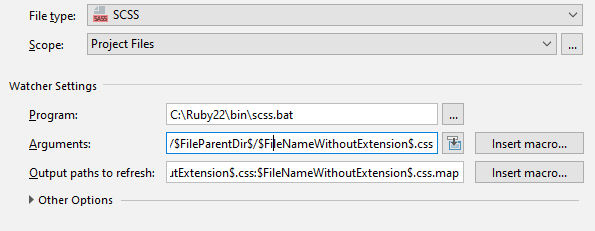 File type: SASS SCSS
Scope: Project Files ...
Watcher Settings
Program: C:\Ruby22\bin\scss.bat ...
Arguments: /$FileParentDir$/$FileNameWithoutExtension$.css Insert macro...
Output paths to refresh: utExtension$.css:$FileNameWithoutExtension$.css.map Insert macro...
Other Options